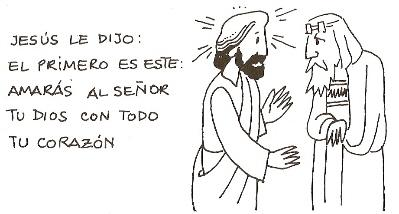 JESÚS LE DIJO:
EL PRIMERO ES ESTE:
AMARÁS AL SEÑOR
TU DIOS CON TODO
TU CORAZÓN